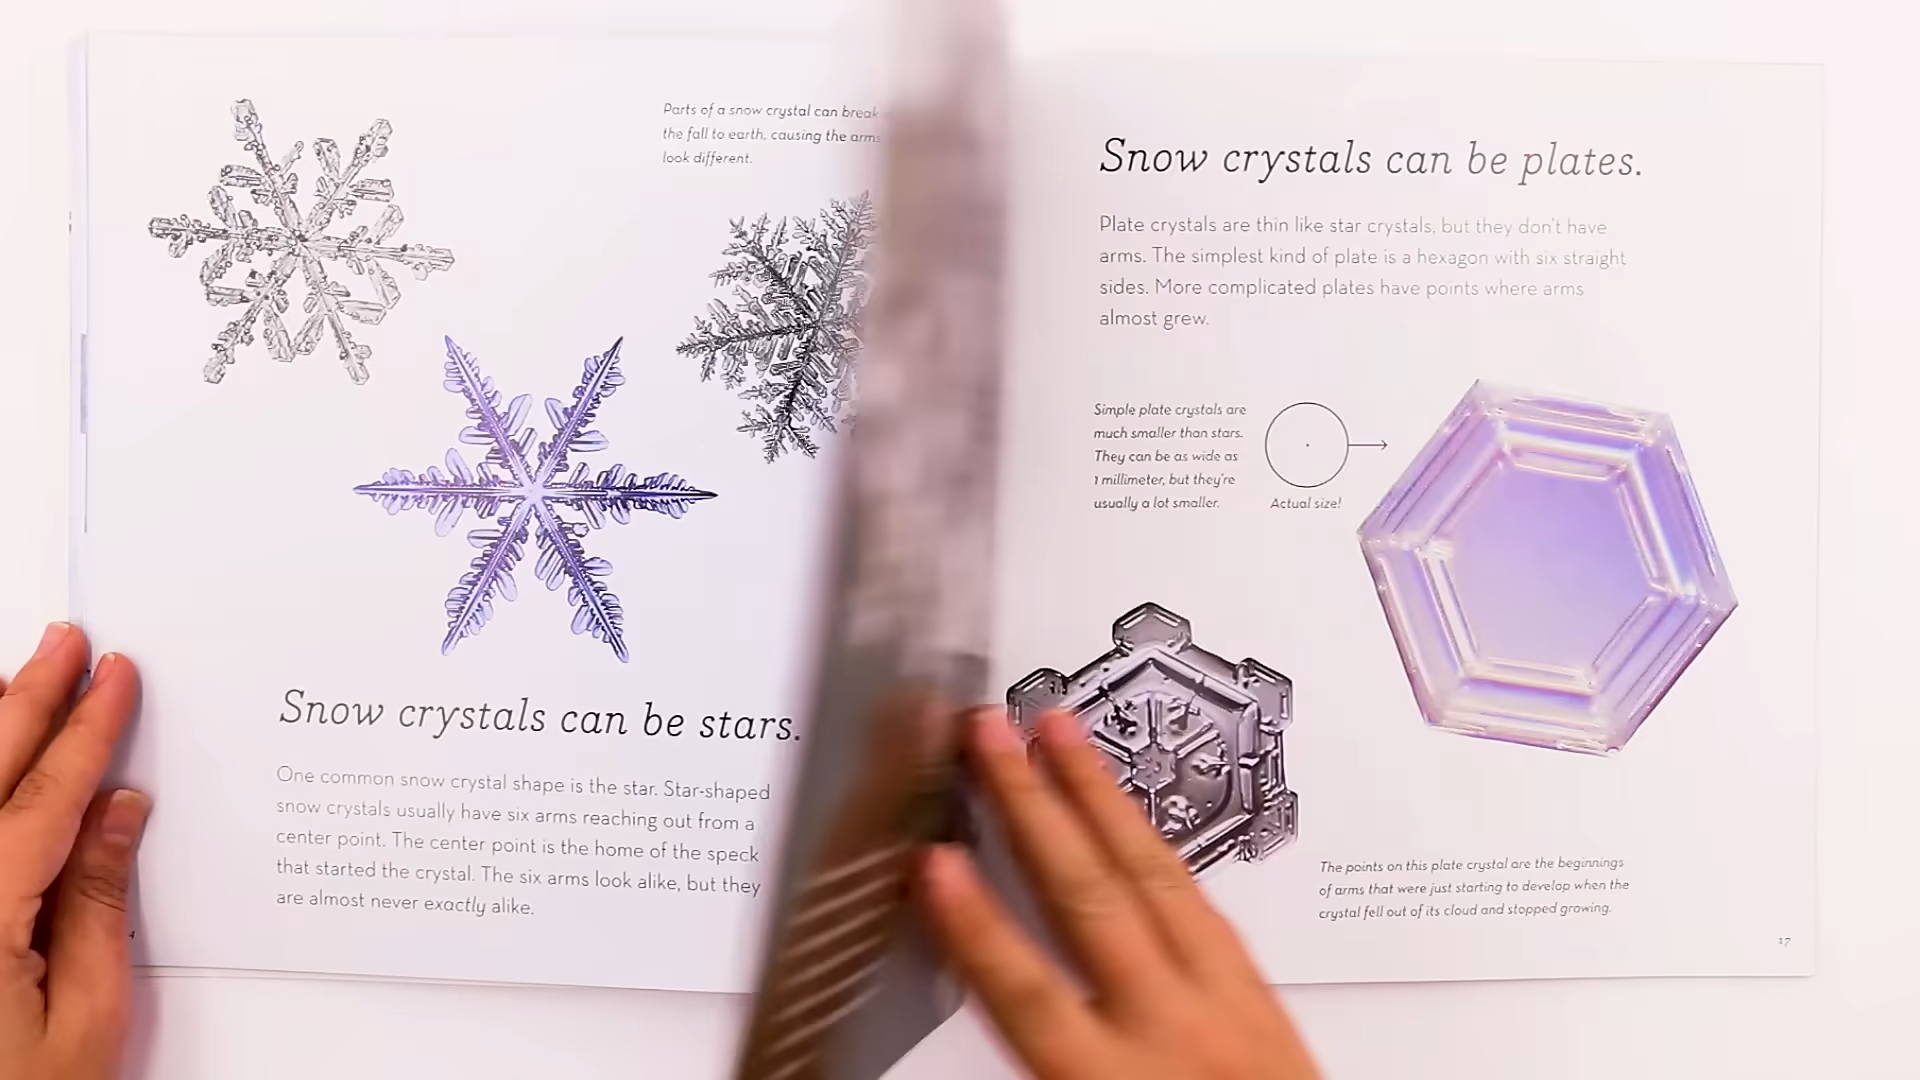 Parts of a snow crystal can break
the fall to earth, causing the arms
look different.
Snow crystals can be stars.
One common snow crystal shape is the star. Star-shaped
snow crystals usually have six arms reaching out from a
center point. The center point is the home of the speck
that started the crystal. The six arms look alike, but they
are almost never exactly alike.
4
Snow crystals can be plates.
Plate crystals are thin like star crystals, but they don't have
arms. The simplest kind of plate is a hexagon with six straight
sides. More complicated plates have points where arms
almost grew.
Simple plate crystals are
much smaller than stars.
They can be as wide as
1 millimeter, but they're
usually a lot smaller.
Actual size!
The points on this plate crystal are the beginnings
of arms that were just starting to develop when the
crystal fell out of its cloud and stopped growing.
17